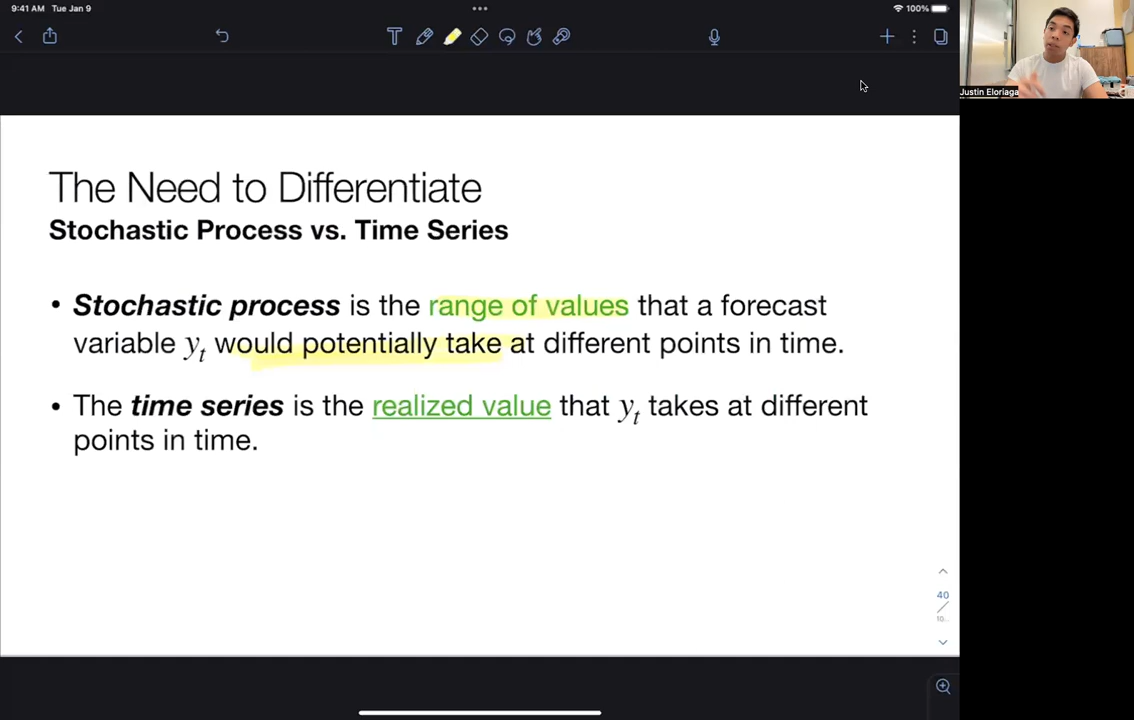 9:41 AM Tue Jan 9
100%
Justin Eloriaga
The Need to Differentiate
Stochastic Process vs. Time Series
• Stochastic process is the range of values that a forecast
variable yt would potentially take at different points in time.
• The time series is the realized value that yt takes at different
points in time.
40
10...